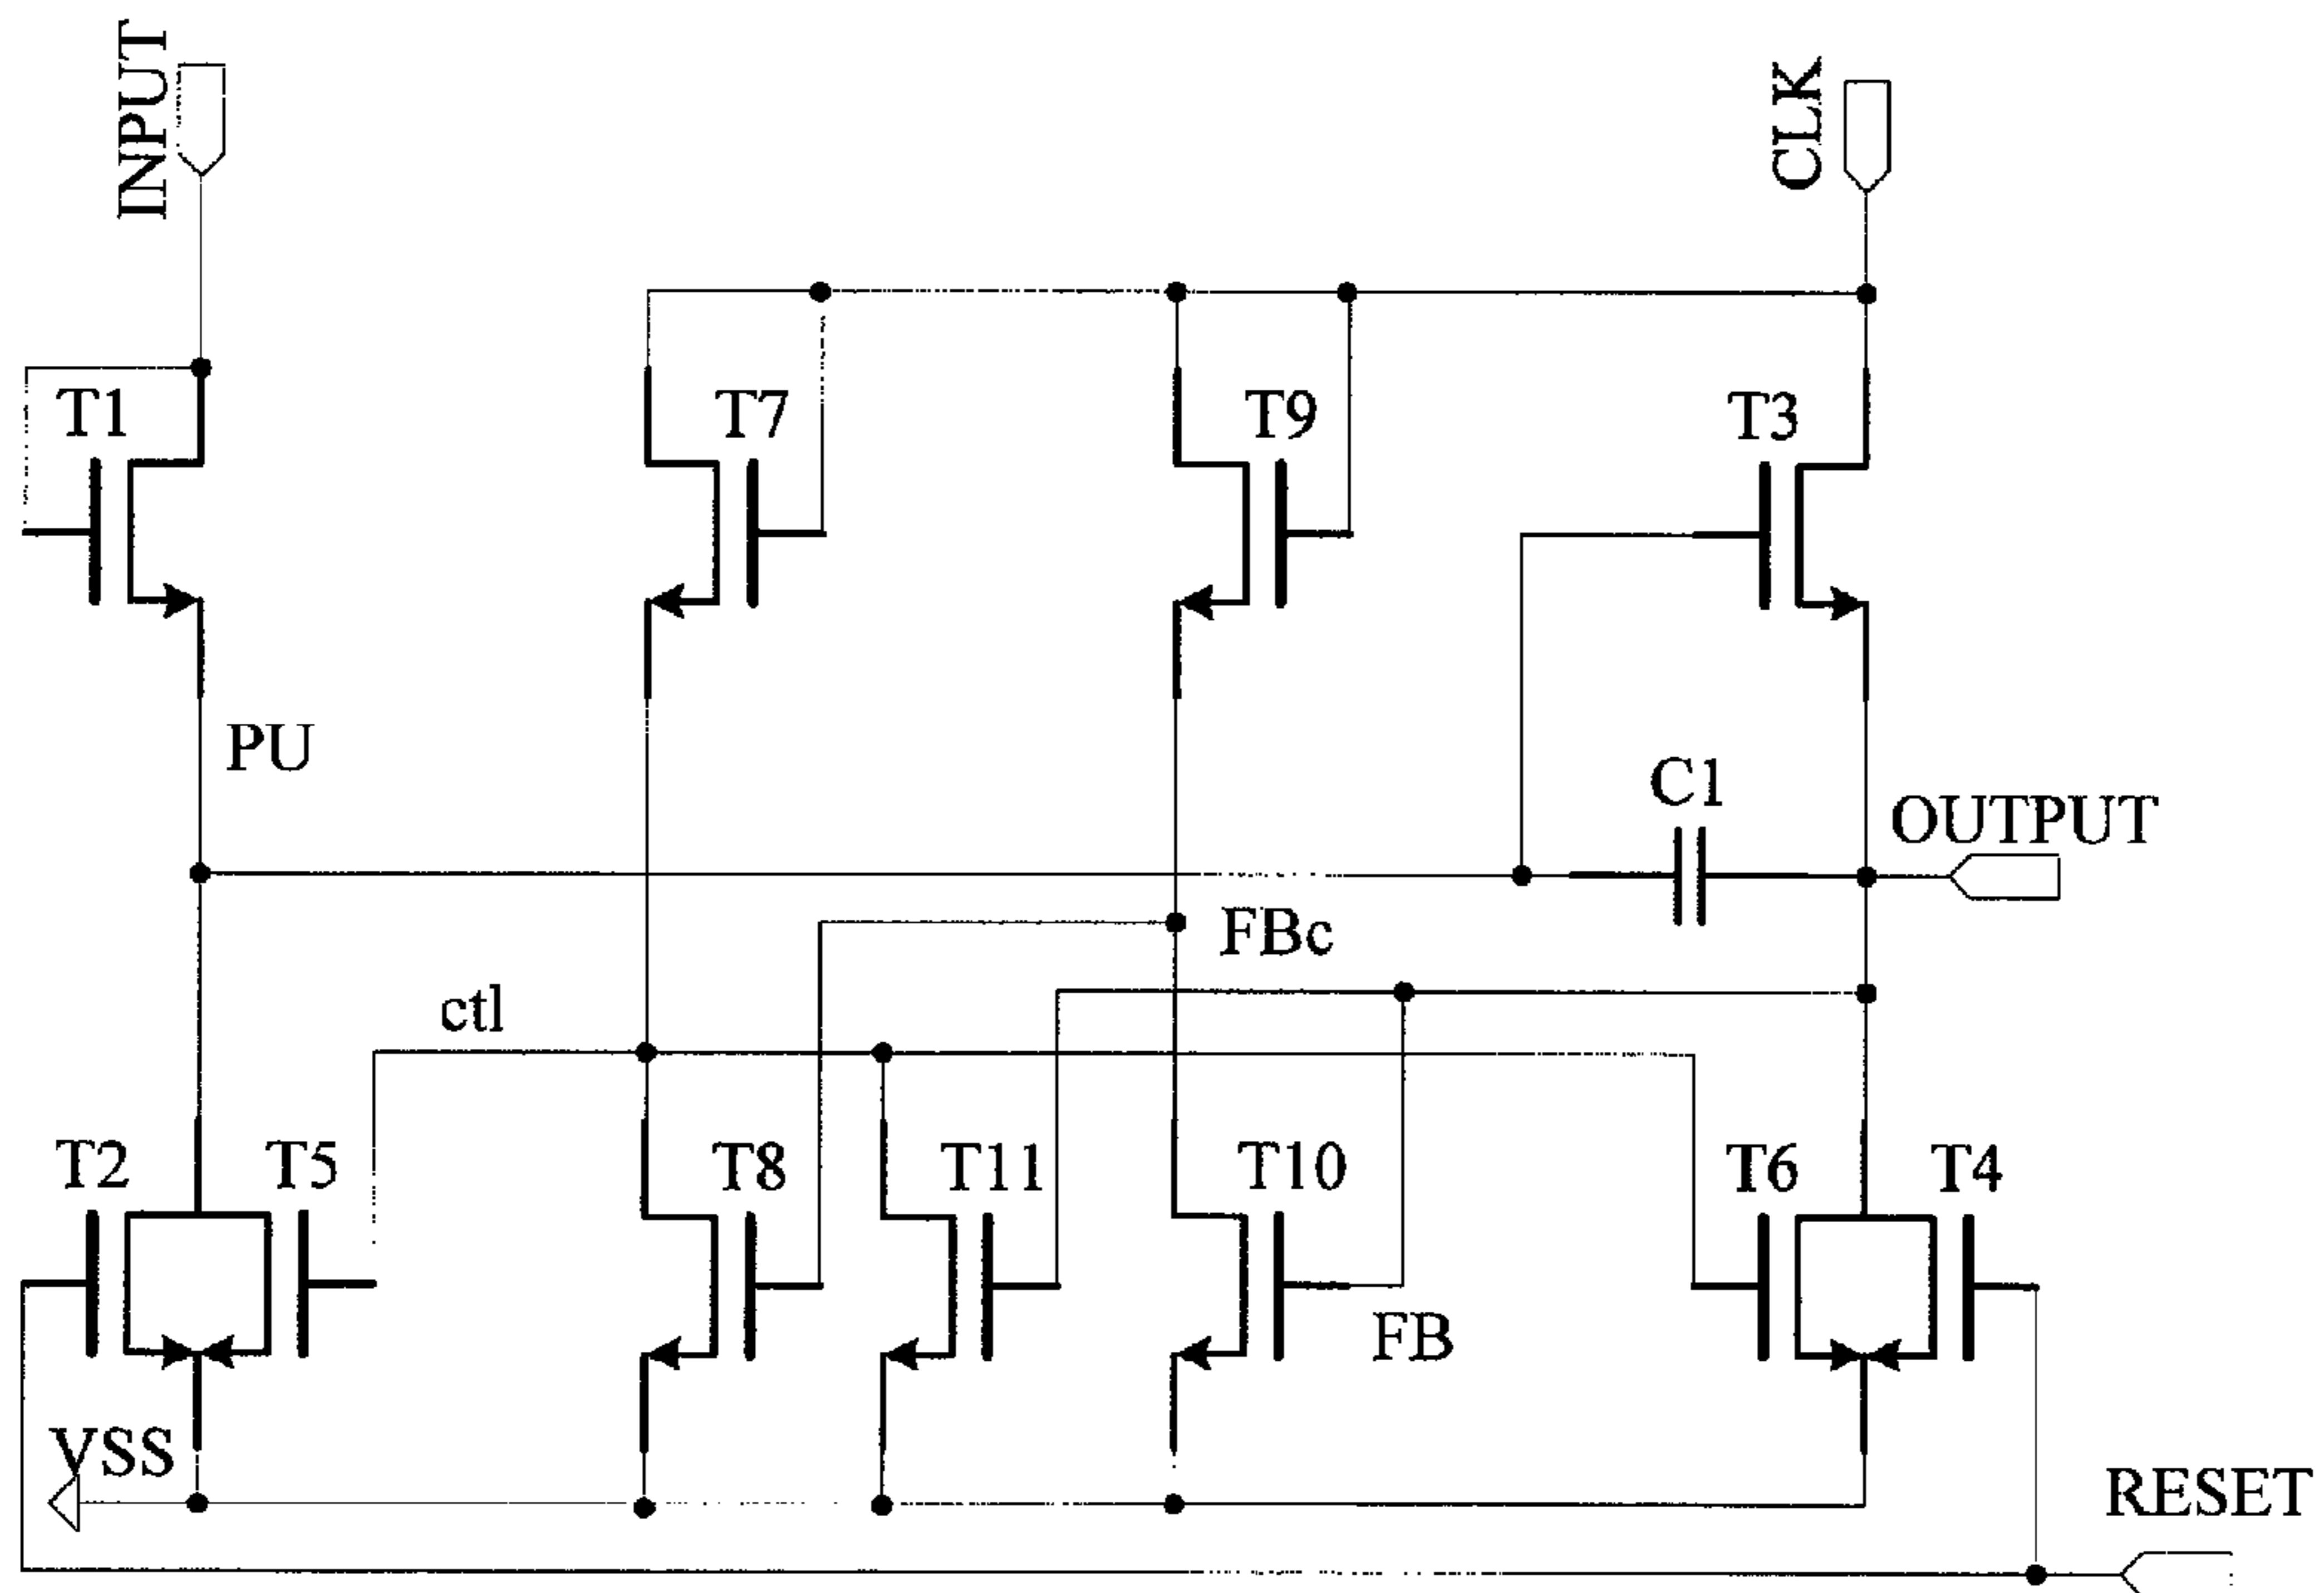 INPUT
CLK
T1
T7
T9
T3
PU
C1
OUTPUT
FBc
ctl
T2
T5
T8
T11
T10
T6
T4
FB
VSS
RESET